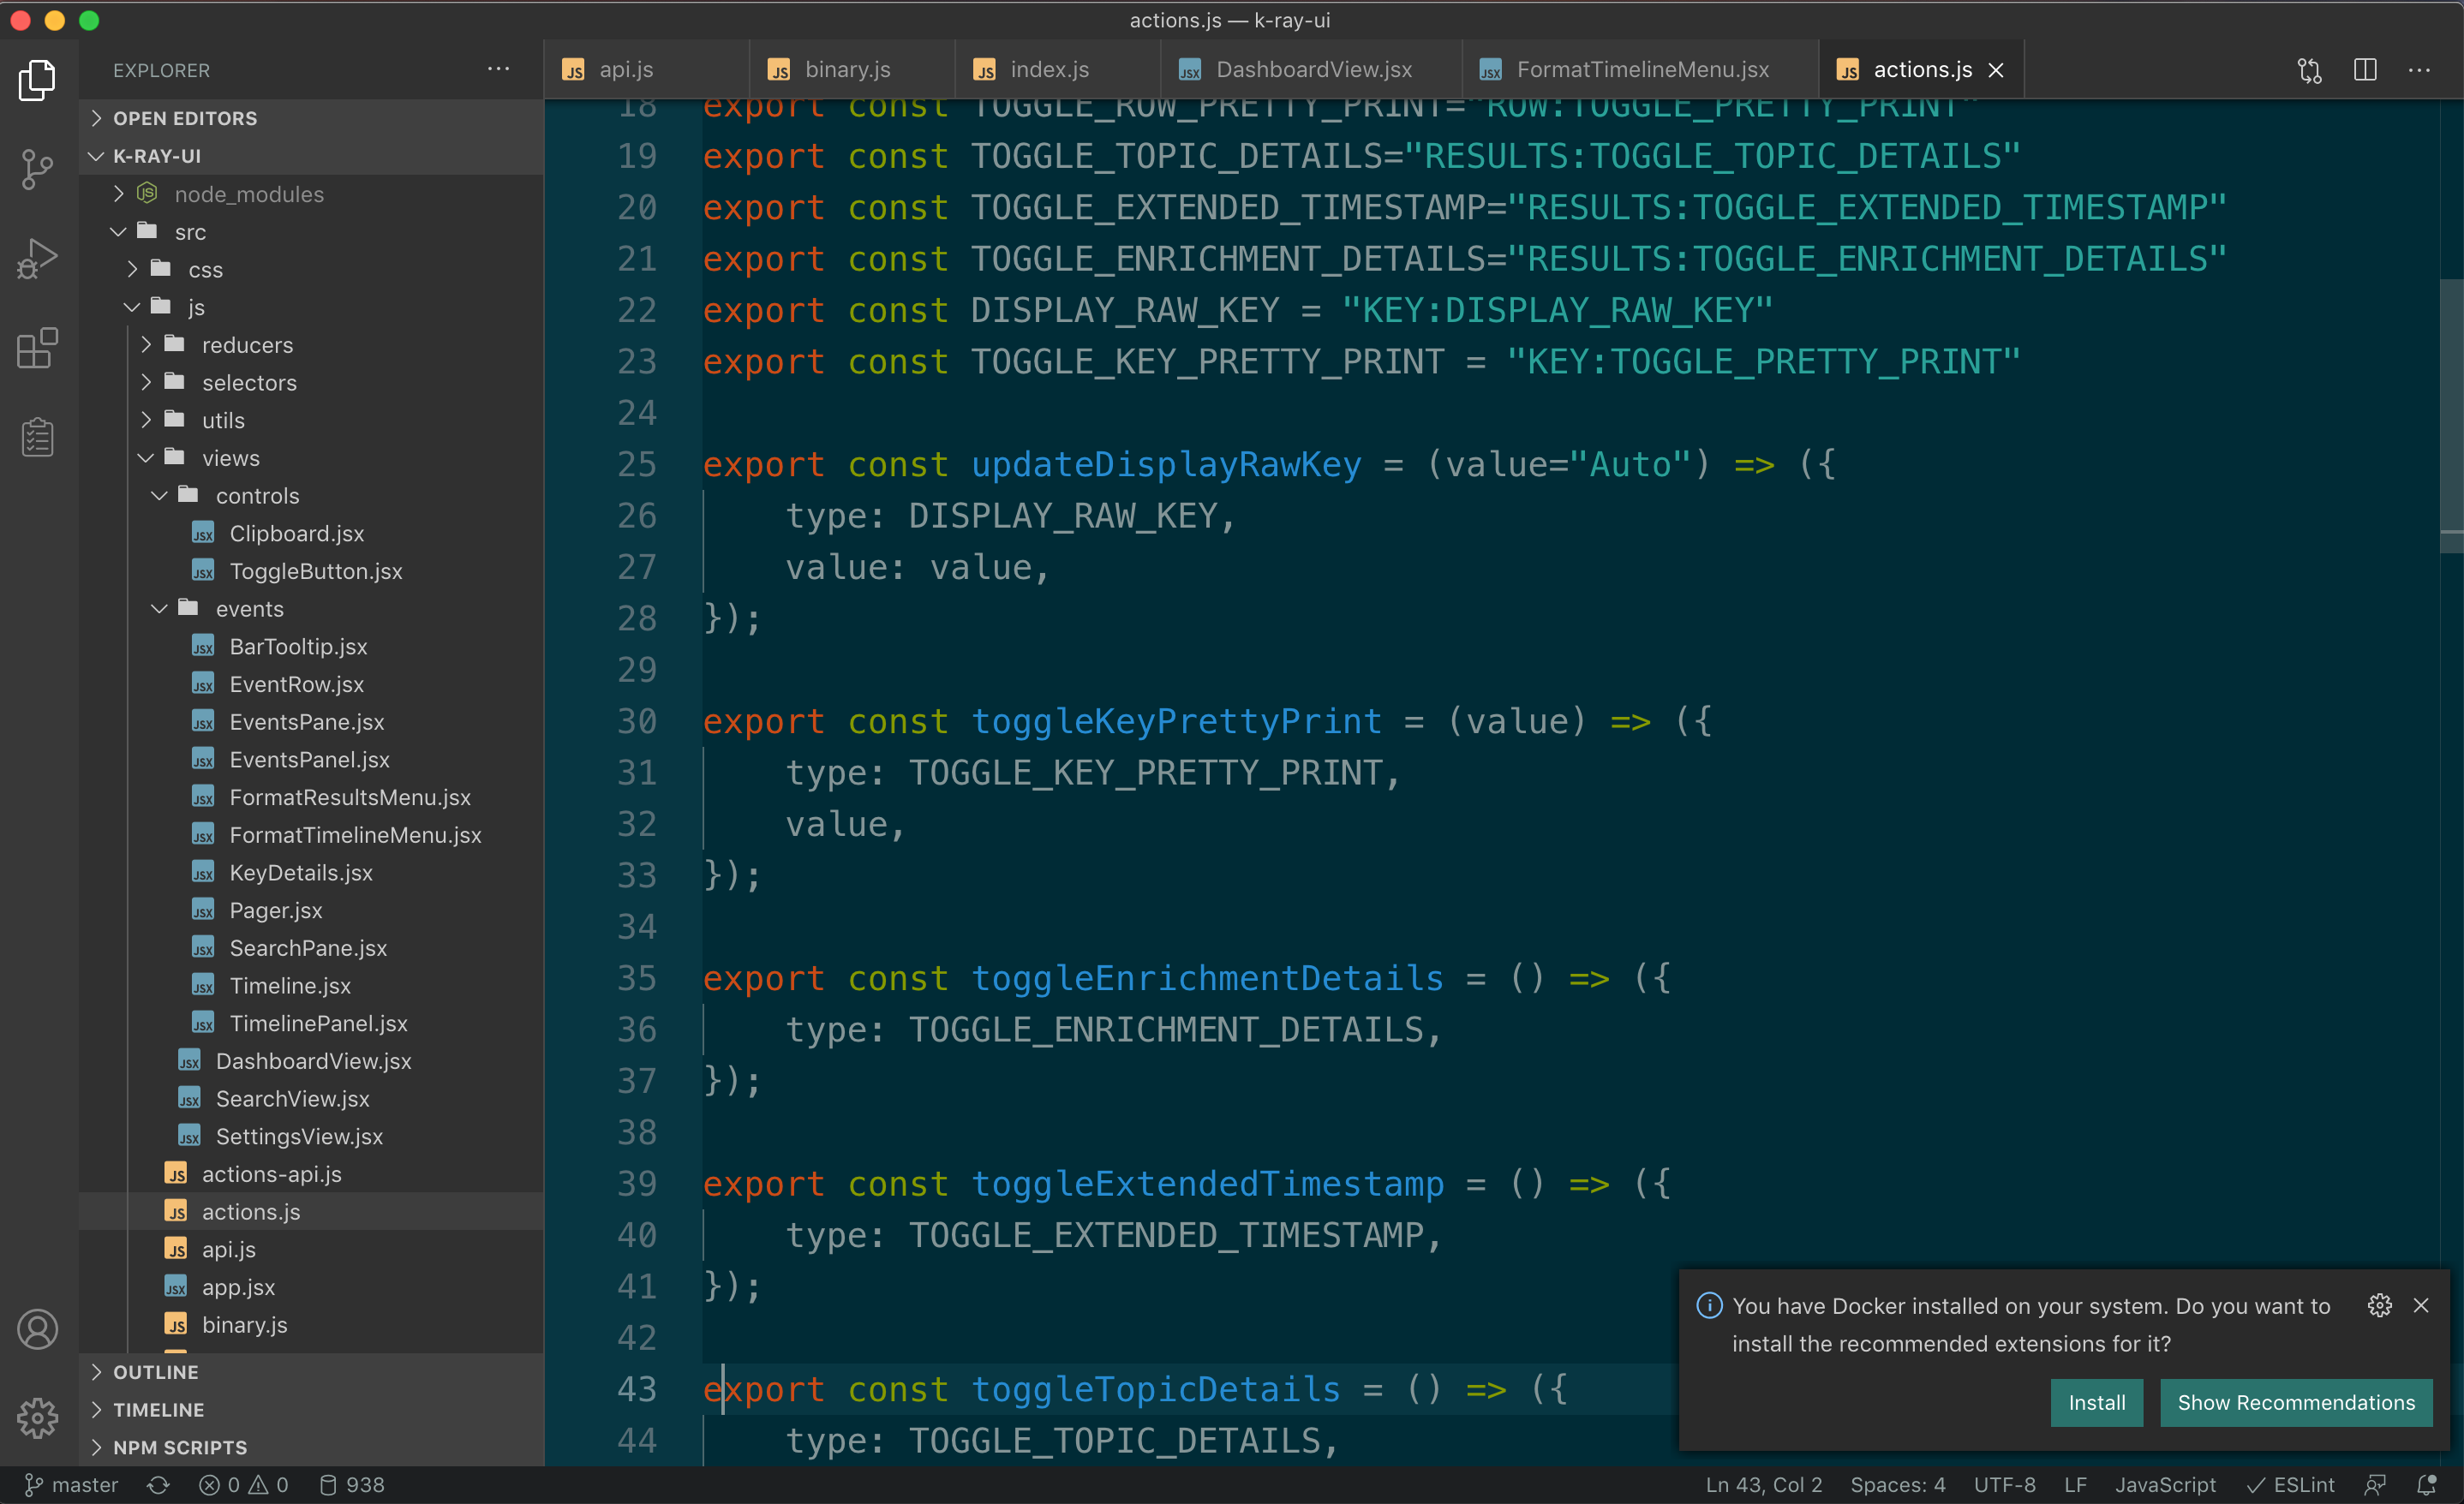 actions.js — k-ray-ui
EXPLORER
OPEN EDITORS
K-RAY-UI
node_modules
src
css
js
reducers
selectors
utils
views
controls
Clipboard.jsx
ToggleButton.jsx
events
BarTooltip.jsx
EventRow.jsx
EventsPane.jsx
EventsPanel.jsx
FormatResultsMenu.jsx
FormatTimelineMenu.jsx
KeyDetails.jsx
Pager.jsx
SearchPane.jsx
Timeline.jsx
TimelinePanel.jsx
DashboardView.jsx
SearchView.jsx
SettingsView.jsx
actions-api.js
actions.js
api.js
app.jsx
binary.js
OUTLINE
TIMELINE
NPM SCRIPTS
api.js binary.js index.js DashboardView.jsx FormatTimelineMenu.jsx actions.js
18 export const TOGGLE_ROW_PRETTY_PRINT="ROW:TOGGLE_PRETTY_PRINT"
19 export const TOGGLE_TOPIC_DETAILS="RESULTS:TOGGLE_TOPIC_DETAILS"
20 export const TOGGLE_EXTENDED_TIMESTAMP="RESULTS:TOGGLE_EXTENDED_TIMESTAMP"
21 export const TOGGLE_ENRICHMENT_DETAILS="RESULTS:TOGGLE_ENRICHMENT_DETAILS"
22 export const DISPLAY_RAW_KEY = "KEY:DISPLAY_RAW_KEY"
23 export const TOGGLE_KEY_PRETTY_PRINT = "KEY:TOGGLE_PRETTY_PRINT"
24
25 export const updateDisplayRawKey = (value="Auto") => ({
26 type: DISPLAY_RAW_KEY,
27 value: value,
28 });
29
30 export const toggleKeyPrettyPrint = (value) => ({
31 type: TOGGLE_KEY_PRETTY_PRINT,
32 value,
33 });
34
35 export const toggleEnrichmentDetails = () => ({
36 type: TOGGLE_ENRICHMENT_DETAILS,
37 });
38
39 export const toggleExtendedTimestamp = () => ({
40 type: TOGGLE_EXTENDED_TIMESTAMP,
41 });
42
43 export const toggleTopicDetails = () => ({
44 type: TOGGLE_TOPIC_DETAILS,
You have Docker installed on your system. Do you want to
install the recommended extensions for it?
Install Show Recommendations
master 0 0 938 Ln 43, Col 2 Spaces: 4 UTF-8 LF JavaScript ESLint